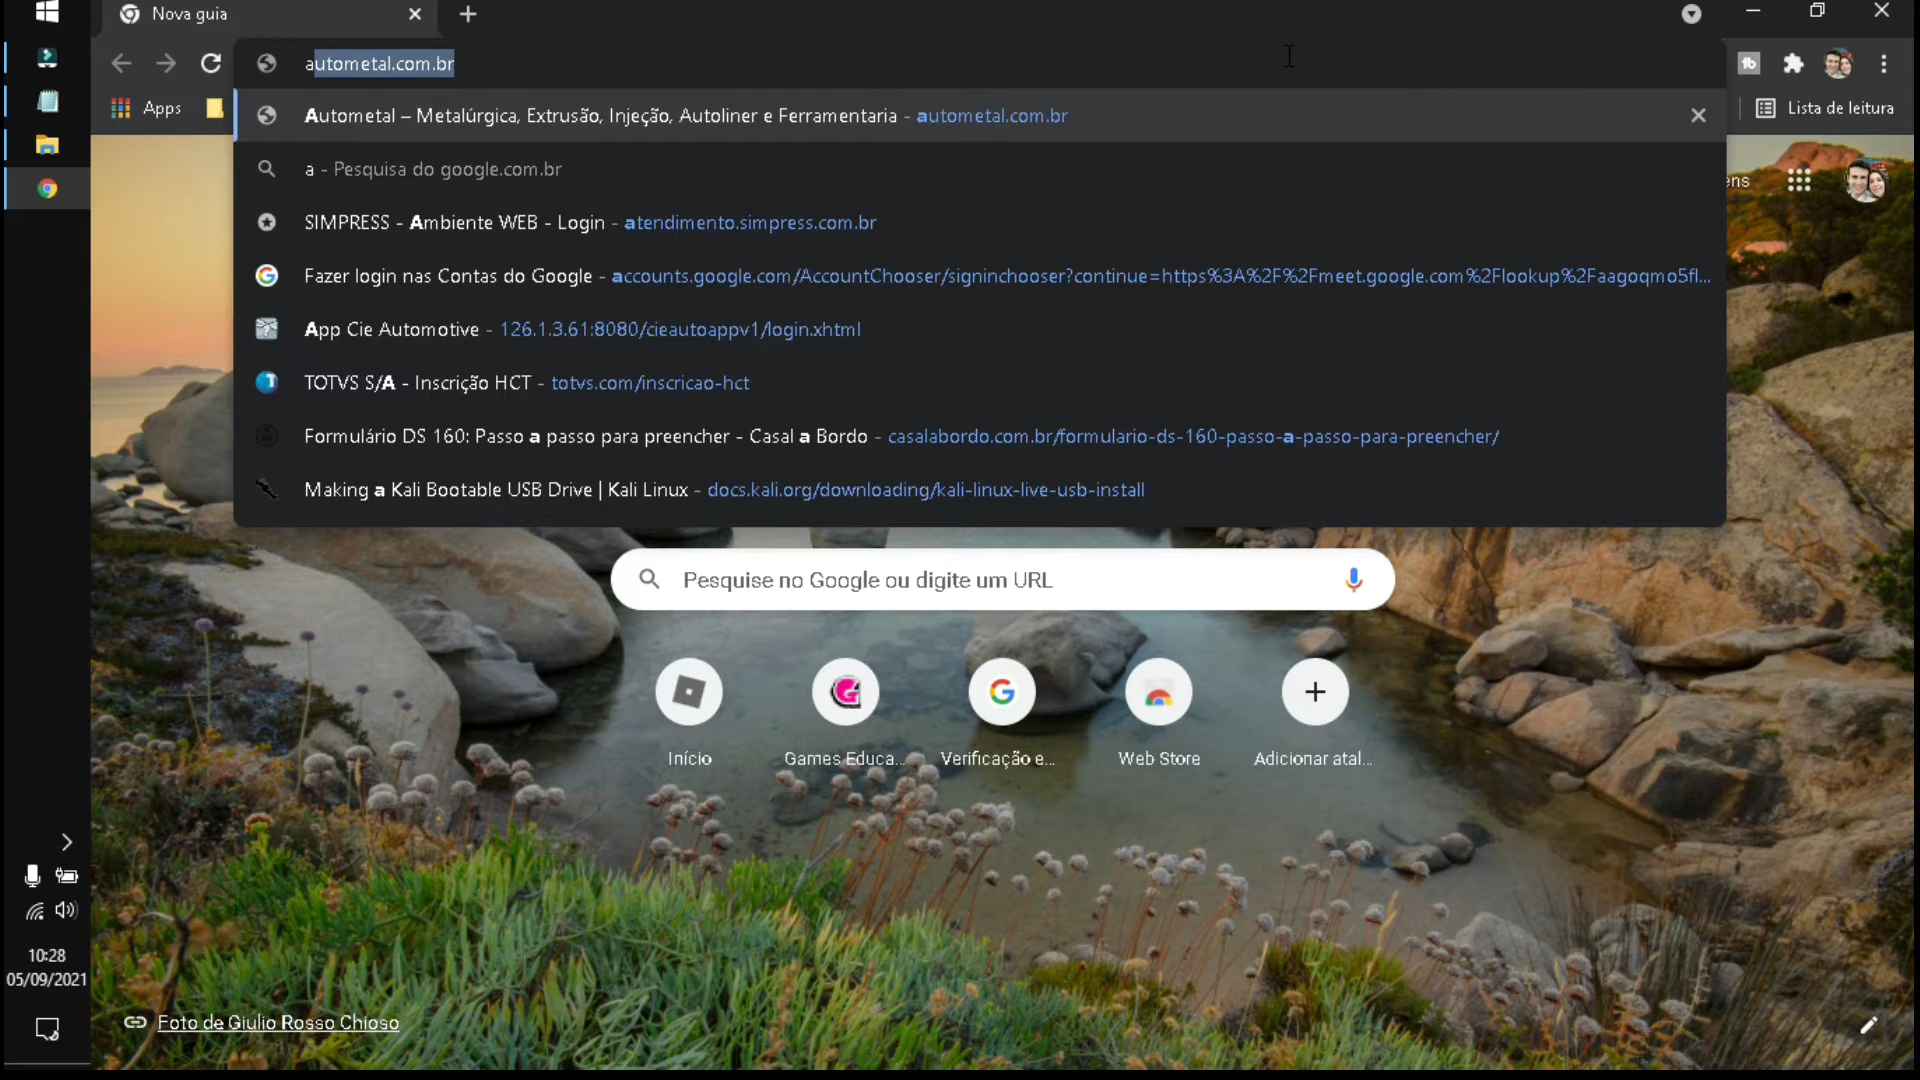 Nova guia
autometal.com.br
Apps
Lista de leitura
Autometal – Metalúrgica, Extrusão, Injeção, Autoliner e Ferramentaria - autometal.com.br
a - Pesquisa do google.com.br
ens
SIMPRESS - Ambiente WEB - Login - atendimento.simpress.com.br
Fazer login nas Contas do Google - accounts.google.com/AccountChooser/signinchooser?continue=https%3A%2F%2Fmeet.google.com%2Flookup%2Faagoqmo5fl...
App Cie Automotive - 126.1.3.61:8080/cieautoappv1/login.xhtml
TOTVS S/A - Inscrição HCT - totvs.com/inscricao-hct
Formulário DS 160: Passo a passo para preencher - Casal a Bordo - casalabordo.com.br/formulario-ds-160-passo-a-passo-para-preencher/
Making a Kali Bootable USB Drive | Kali Linux - docs.kali.org/downloading/kali-linux-live-usb-install
Pesquise no Google ou digite um URL
Início
Games Educa...
Verificação e...
Web Store
Adicionar atal...
10:28
05/09/2021
Foto de Giulio Rosso Chioso